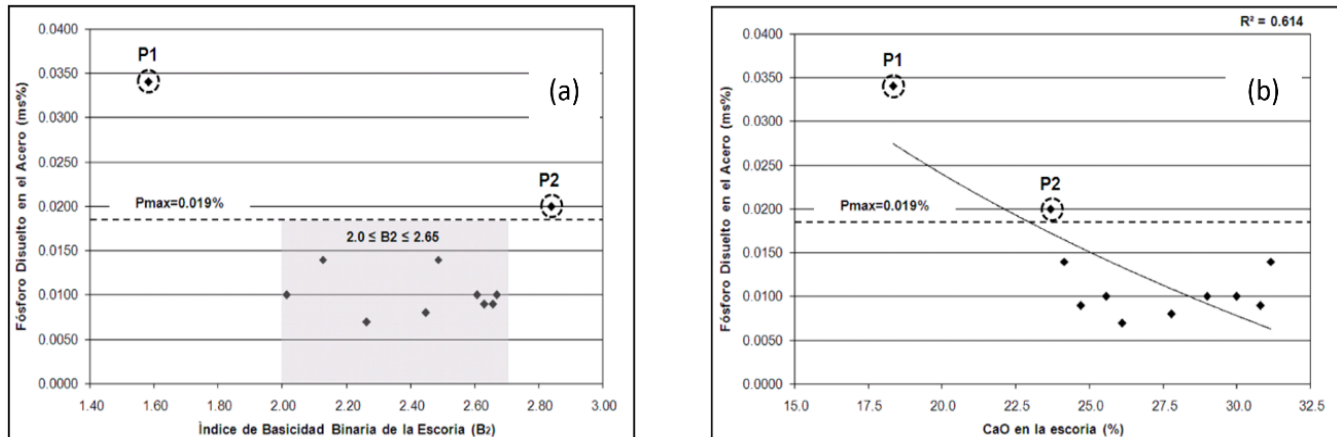 0.0400
0.0350
0.0300
0.0250
0.0200
0.0150
0.0100
0.0050
0.0000
Fósforo Disuelto en el Acero (ms%)
P1
(a)
P2
Pmax=0.019%
2.0 ≤ B2 ≤ 2.65
1.40 1.60 1.80 2.00 2.20 2.40 2.60 2.80 3.00
Ìndice de Basicidad Binaria de la Escoria (B2)
R² = 0.614
0.0400
0.0350
0.0300
0.0250
0.0200
0.0150
0.0100
0.0050
0.0000
Fósforo Disuelto en el Acero (ms%)
P1
(b)
P2
Pmax=0.019%
15.0 17.5 20.0 22.5 25.0 27.5 30.0 32.5
CaO en la escoria (%)